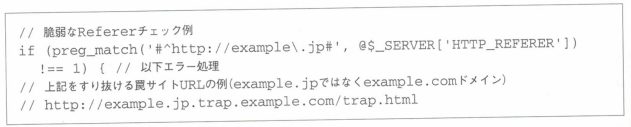 // 脆弱なRefererチェック例
if (preg_match('#^http://example\.jp#', @$_SERVER['HTTP_REFERER'])
!== 1) { // 以下エラー処理
// 上記をすり抜ける罠サイトURLの例(example.jpではなくexample.comドメイン)
// http://example.jp.trap.example.com/trap.html